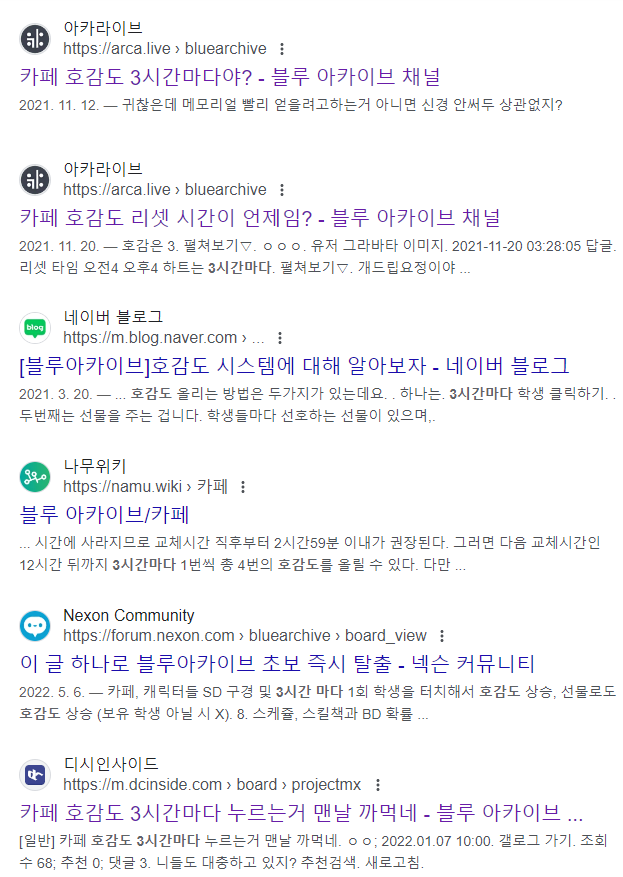 아카라이브
https://arca.live › bluearchive
카페 호감도 3시간마다야? - 블루 아카이브 채널
2021. 11. 12. — 귀찮은데 메모리얼 빨리 얻을려고하는거 아니면 신경 안써두 상관없지?
아카라이브
https://arca.live › bluearchive
카페 호감도 리셋 시간이 언제임? - 블루 아카이브 채널
2021. 11. 20. — 호감은 3. 펼쳐보기▽. ㅇㅇㅇ. 유저 그라바타 이미지. 2021-11-20 03:28:05 답글.
리셋 타임 오전4 오후4 하트는 3시간마다. 펼쳐보기▽. 개드립요정이야 ...
blog
네이버 블로그
https://m.blog.naver.com › ...
[블루아카이브]호감도 시스템에 대해 알아보자 - 네이버 블로그
2021. 3. 20. — ... 호감도 올리는 방법은 두가지가 있는데요. . 하나는. 3시간마다 학생 클릭하기. .
두번째는 선물을 주는 겁니다. 학생들마다 선호하는 선물이 있으며,.
나무위키
https://namu.wiki › 카페
블루 아카이브/카페
... 시간에 사라지므로 교체시간 직후부터 2시간59분 이내가 권장된다. 그러면 다음 교체시간인
12시간 뒤까지 3시간마다 1번씩 총 4번의 호감도를 올릴 수 있다. 다만 ...
Nexon Community
https://forum.nexon.com › bluearchive › board_view
이 글 하나로 블루아카이브 초보 즉시 탈출 - 넥슨 커뮤니티
2022. 5. 6. — 카페, 캐릭터들 SD 구경 및 3시간 마다 1회 학생을 터치해서 호감도 상승, 선물로도
호감도 상승 (보유 학생 아닐 시 X). 8. 스케쥴, 스킬책과 BD 확률 ...
디시인사이드
https://m.dcinside.com › board › projectmx
카페 호감도 3시간마다 누르는거 맨날 까먹네 - 블루 아카이브 ...
[일반] 카페 호감도 3시간마다 누르는거 맨날 까먹네. ㅇㅇ; 2022.01.07 10:00. 갤로그 가기. 조회
수 68; 추천 0; 댓글 3. 니들도 대충하고 있지? 추천검색. 새로고침.